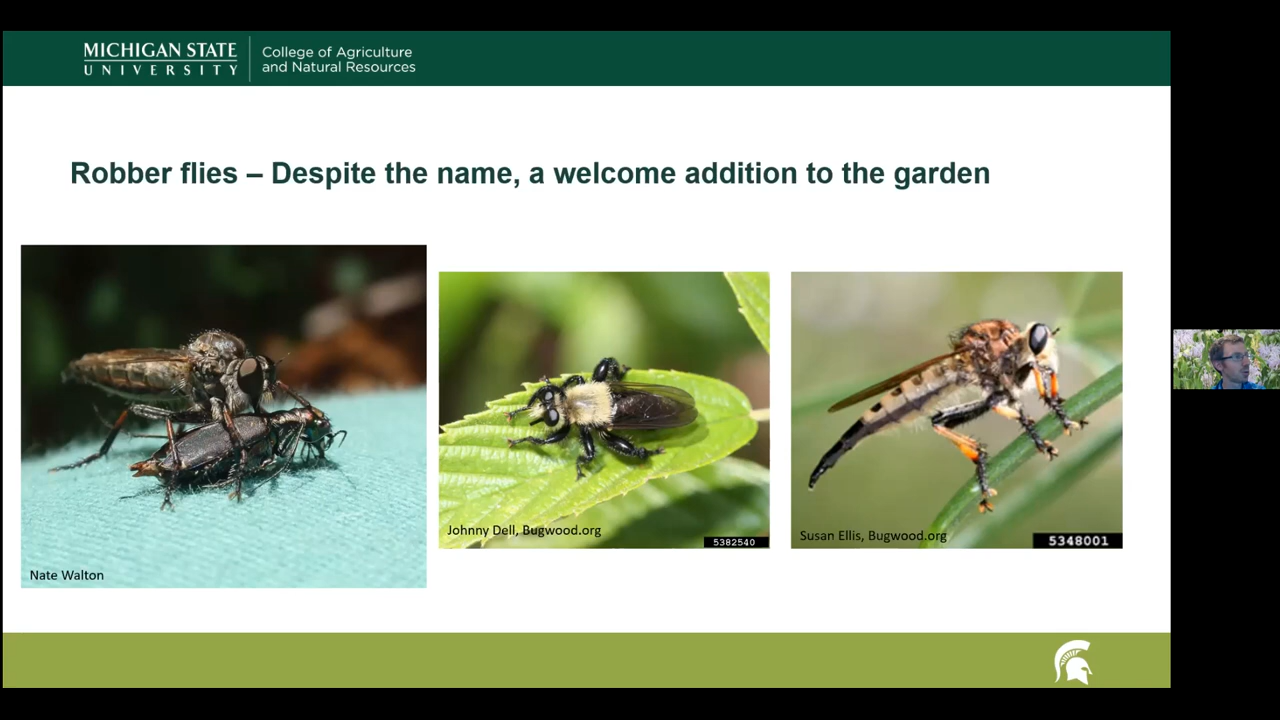 MICHIGAN STATE
UNIVERSITY
College of Agriculture
and Natural Resources
Robber flies – Despite the name, a welcome addition to the garden
Nate Walton
Johnny Dell, Bugwood.org
5382540
Susan Ellis, Bugwood.org
5348001